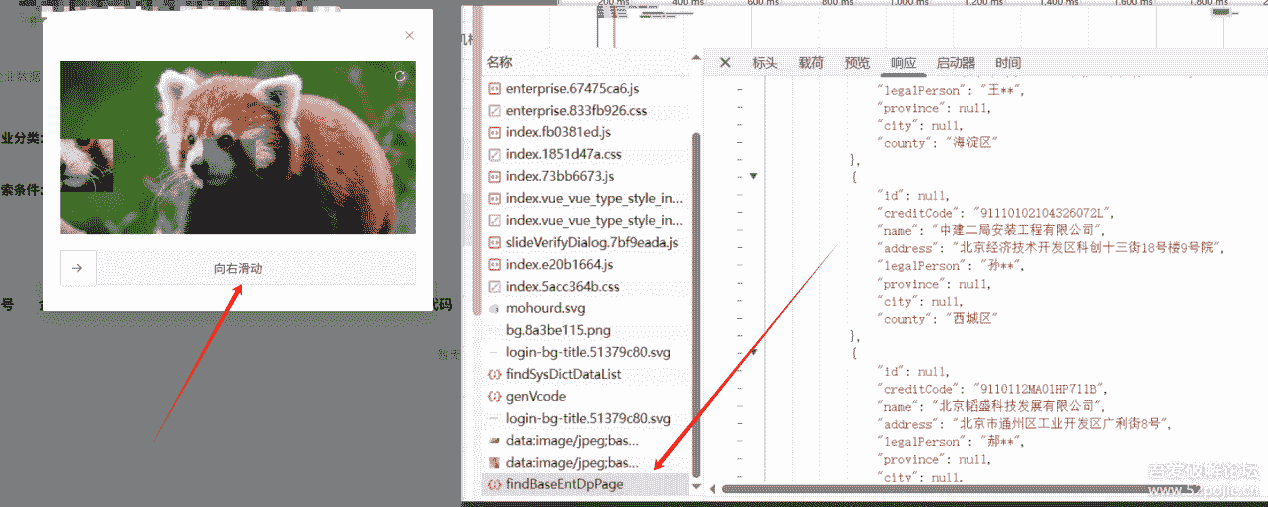 200 ms
400 ms
600 ms
800 ms
1,000 ms
1,200 ms
1,400 ms
1,600 ms
1,800 ms
业数据
业分类:
索条件:
号
代码
暂无
向右滑动
名称
标头 载荷 预览 响应 启动器 时间
enterprise.67475ca6.js
enterprise.833fb926.css
index.fb0381ed.js
index.1851d47a.css
index.73bb6673.js
index.vue_vue_type_style_in...
index.vue_vue_type_style_in...
slideVerifyDialog.7bf9eada.js
index.e20b1664.js
index.5acc364b.css
mohourd.svg
bg.8a3be115.png
login-bg-title.51379c80.svg
findSysDictDataList
genVcode
login-bg-title.51379c80.svg
data:image/jpeg;bas...
data:image/jpeg;bas...
findBaseEntDpPage
"legalPerson": "王**",
"province": null,
"city": null,
"county": "海淀区"
},
{
"id": null,
"creditCode": "91110102104326072L",
"name": "中建二局安装工程有限公司",
"address": "北京经济技术开发区科创十三街18号楼9号院",
"legalPerson": "孙**",
"province": null,
"city": null,
"county": "西城区"
},
{
"id": null,
"creditCode": "9110112MA01HP711B",
"name": "北京韬盛科技发展有限公司",
"address": "北京市通州区工业开发区广利街8号",
"legalPerson": "郝**",
"province": null,
"city": null,
吾爱破解论坛
www.52pojie.cn